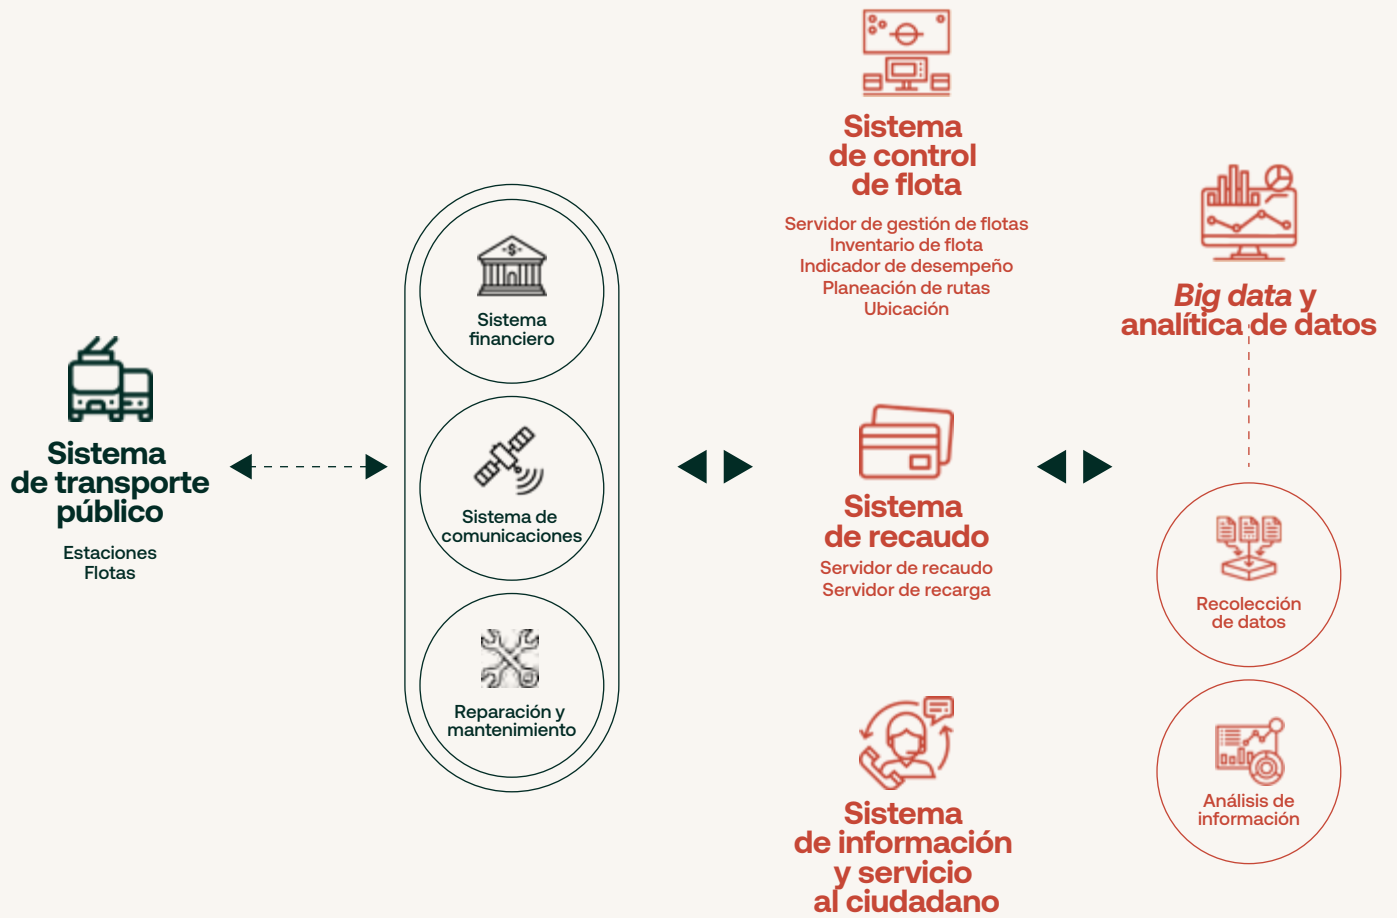 Sistema
de transporte
público
Estaciones
Flotas
Sistema
financiero
Sistema de
comunicaciones
Reparación y
mantenimiento
Sistema
de control
de flota
Servidor de gestión de flotas
Inventario de flota
Indicador de desempeño
Planeación de rutas
Ubicación
Sistema
de recaudo
Servidor de recaudo
Servidor de recarga
Sistema
de información
y servicio
al ciudadano
Big data y
analítica de datos
Recolección
de datos
Análisis de
información